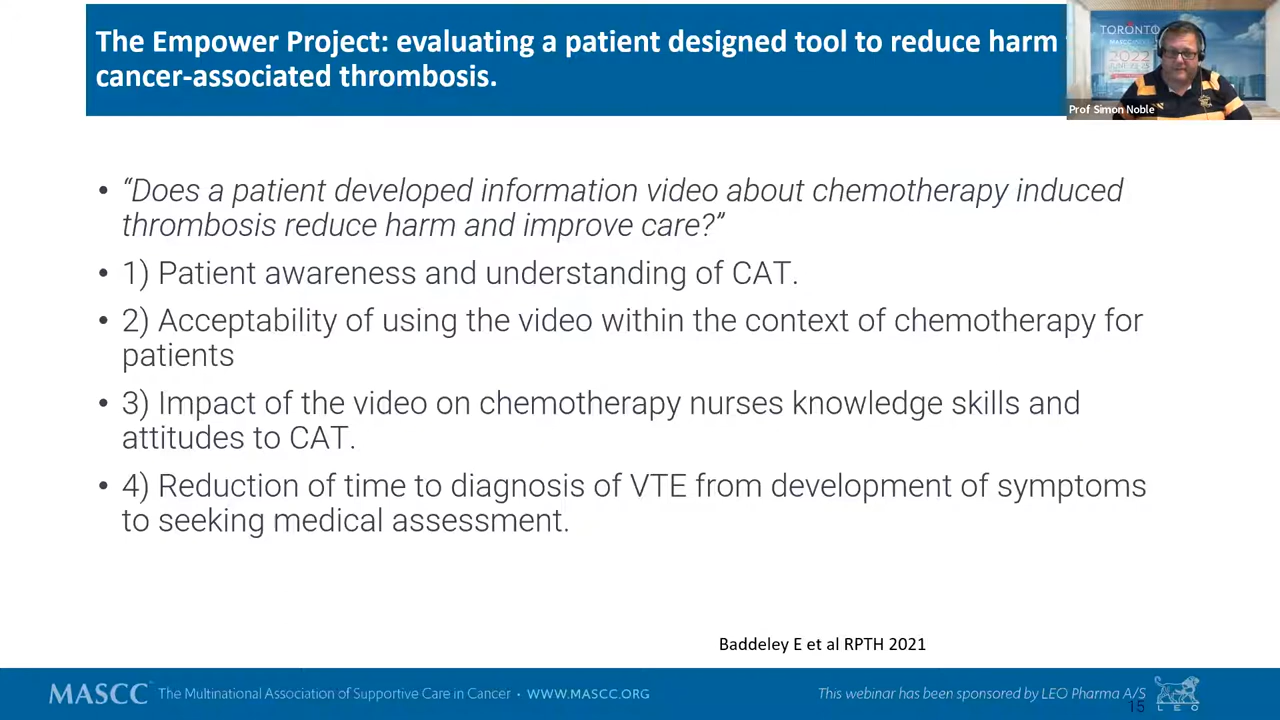 The Empower Project: evaluating a patient designed tool to reduce harm
cancer-associated thrombosis.
TORONTO
2022
Prof Simon Noble
• “Does a patient developed information video about chemotherapy induced
thrombosis reduce harm and improve care?”
• 1) Patient awareness and understanding of CAT.
• 2) Acceptability of using the video within the context of chemotherapy for
patients
• 3) Impact of the video on chemotherapy nurses knowledge skills and
attitudes to CAT.
• 4) Reduction of time to diagnosis of VTE from development of symptoms
to seeking medical assessment.
Baddeley E et al RPTH 2021
MASCC The Multinational Association of Supportive Care in Cancer • WWW.MASCC.ORG
This webinar has been sponsored by LEO Pharma A/S
15
LEO